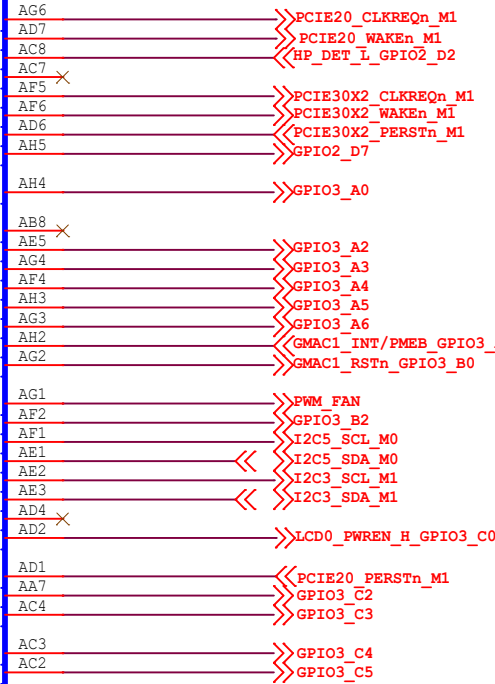 AG6 PCIE20_CLKREQn_M1
AD7 PCIE20_WAKEn_M1
AC8 HP_DET_L_GPIO2_D2
AC7
AF5 PCIE30X2_CLKREQn_M1
AF6 PCIE30X2_WAKEn_M1
AD6 PCIE30X2_PERSTn_M1
AH5 GPIO2_D7
AH4 GPIO3_A0
AB8
AE5 GPIO3_A2
AG4 GPIO3_A3
AF4 GPIO3_A4
AH3 GPIO3_A5
AG3 GPIO3_A6
AH2 GMAC1_INT/PMEB_GPIO3_
AG2 GMAC1_RSTn_GPIO3_B0
AG1 PWM_FAN
AF2 GPIO3_B2
AF1 I2C5_SCL_M0
AE1 I2C5_SDA_M0
AE2 I2C3_SCL_M1
AE3 I2C3_SDA_M1
AD4
AD2 LCD0_PWREN_H_GPIO3_C0
AD1 PCIE20_PERSTn_M1
AA7 GPIO3_C2
AC4 GPIO3_C3
AC3 GPIO3_C4
AC2 GPIO3_C5